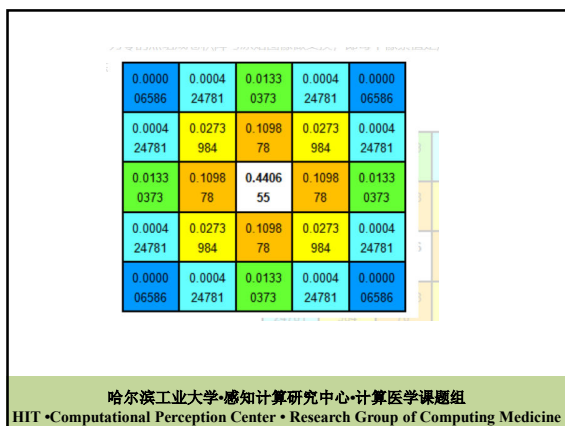 0.0000 0.0004 0.0133 0.0004 0.0000
06586 24781 0373 24781 06586
0.0004 0.0273 0.1098 0.0273 0.0004
24781 984 78 984 24781
0.0133 0.1098 0.4406 0.1098 0.0133
0373 78 55 78 0373
0.0004 0.0273 0.1098 0.0273 0.0004
24781 984 78 984 24781
0.0000 0.0004 0.0133 0.0004 0.0000
06586 24781 0373 24781 06586
哈尔滨工业大学•感知计算研究中心•计算医学课题组
HIT •Computational Perception Center • Research Group of Computing Medicine